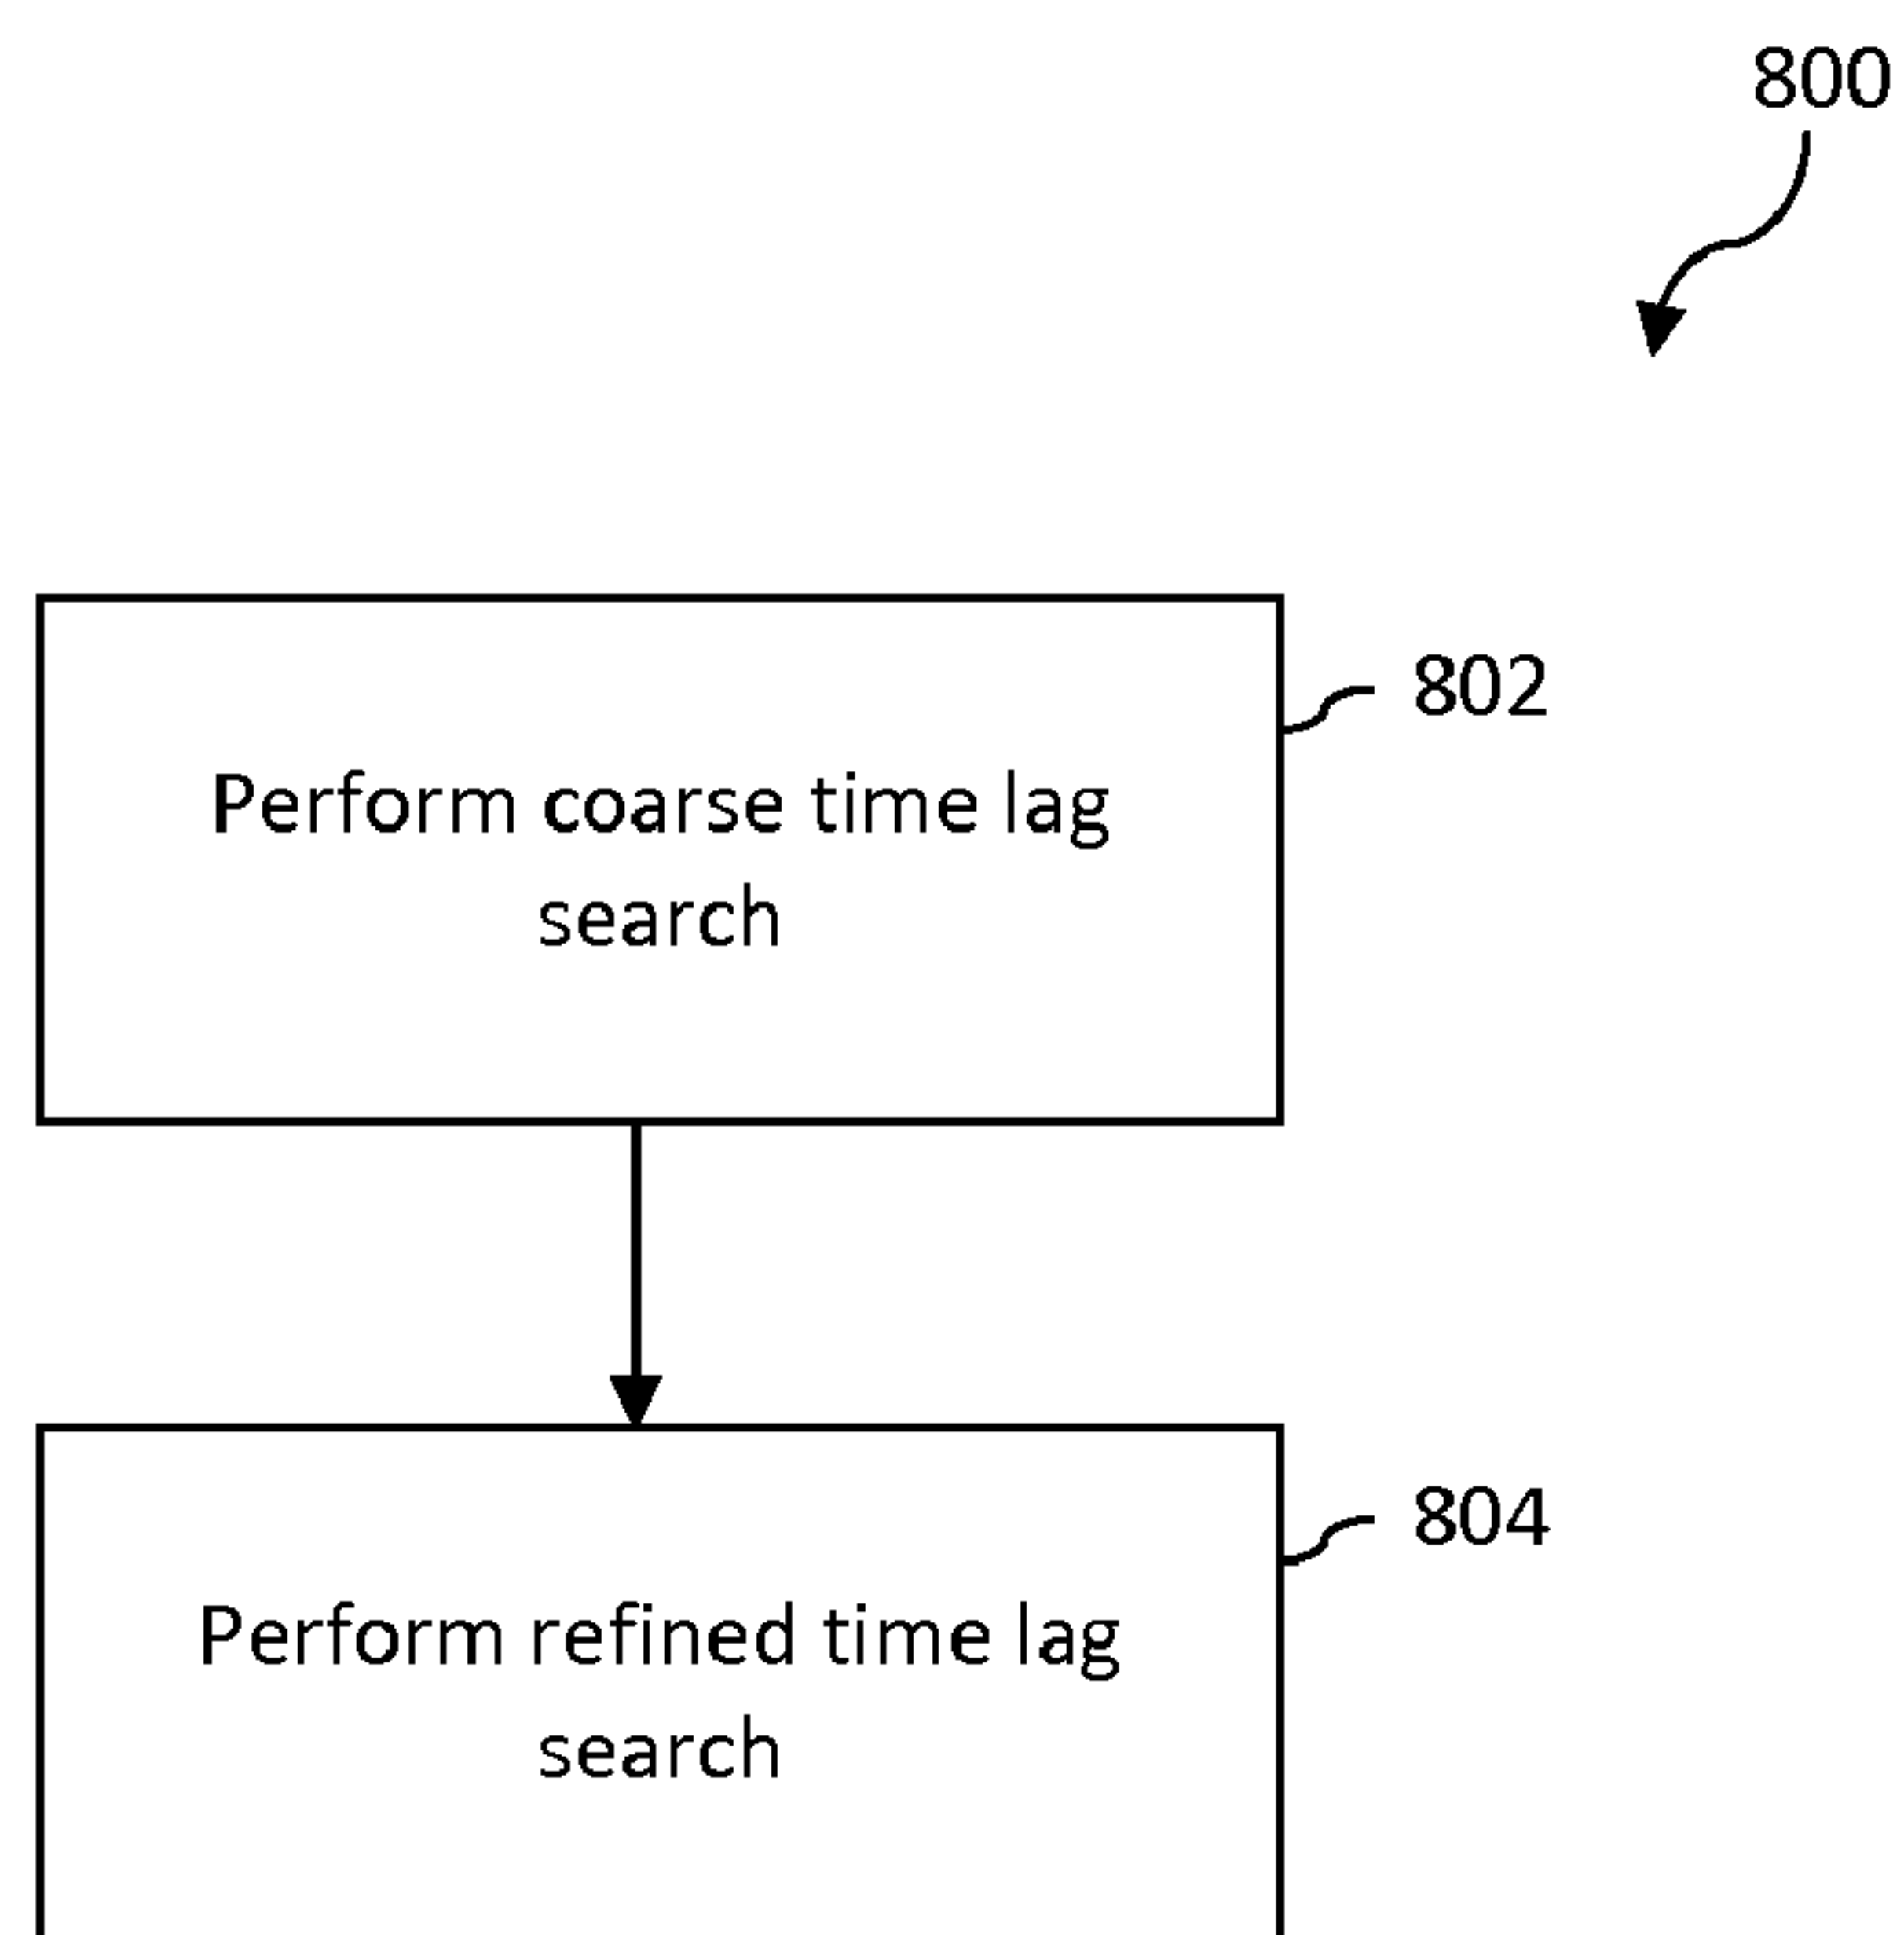 800
802
Perform coarse time lag
search
804
Perform refined time lag
search